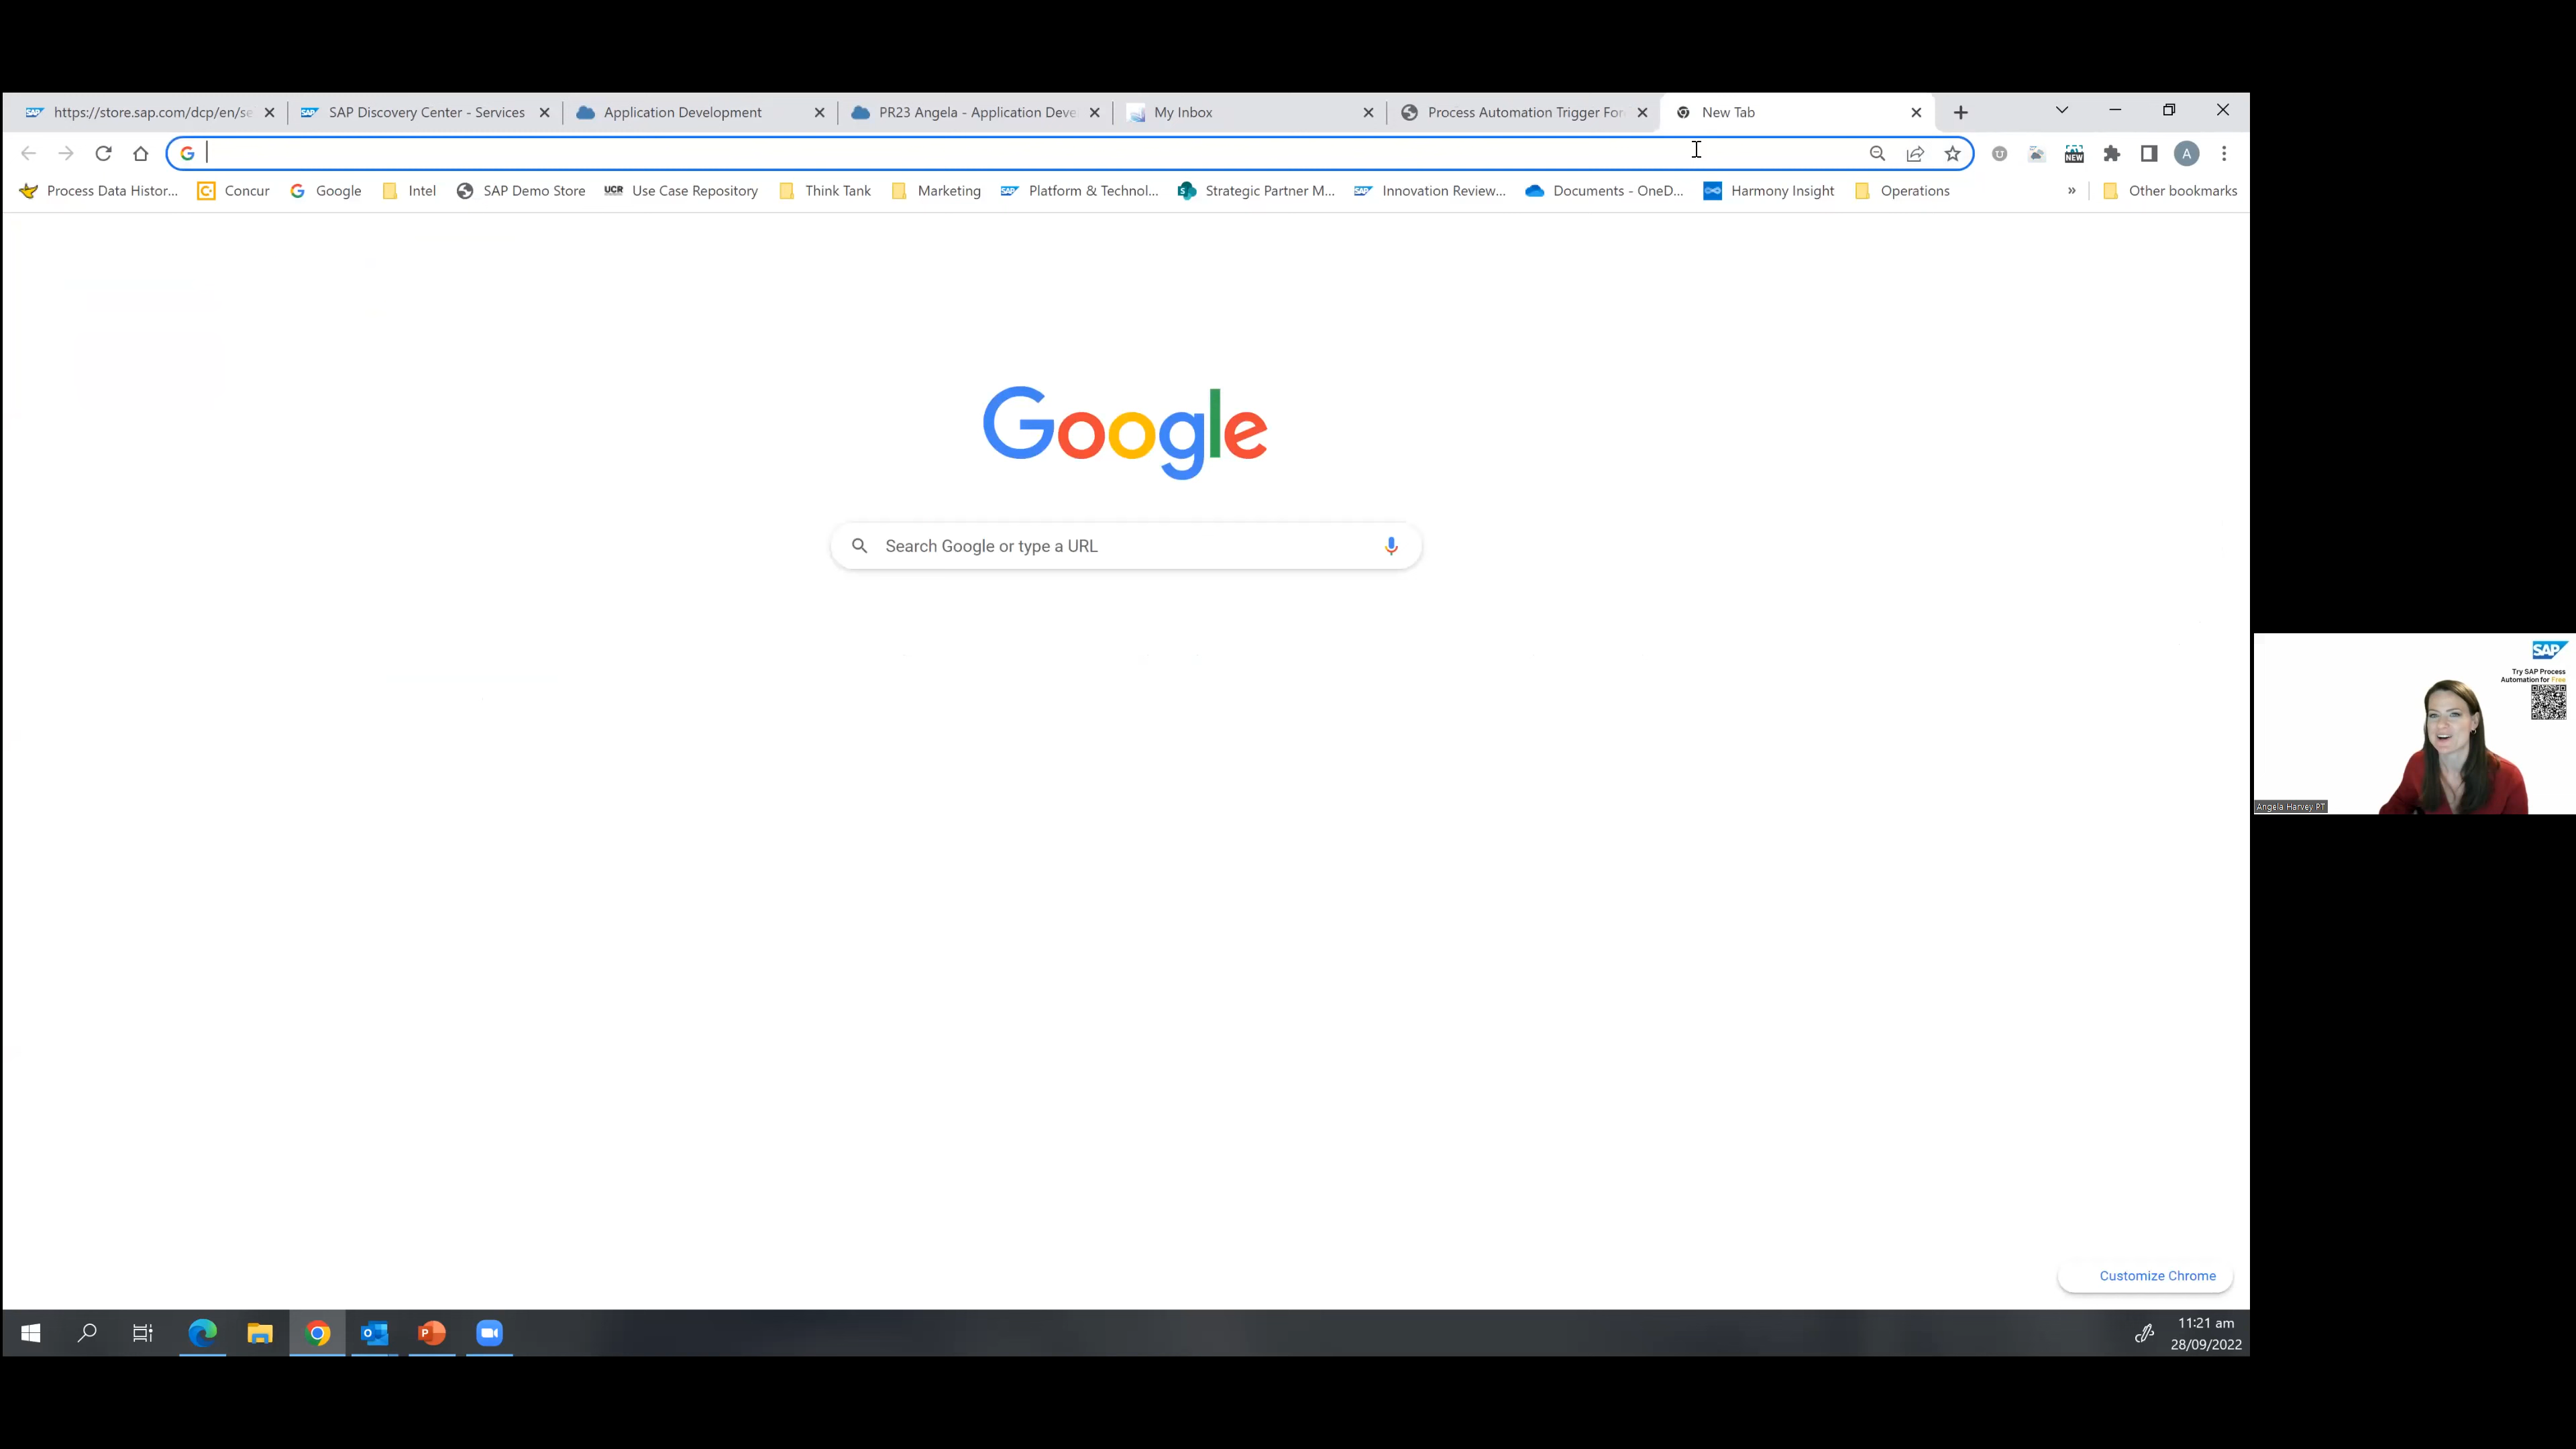 https://store.sap.com/dcp/en/se
SAP Discovery Center - Services
Application Development
PR23 Angela - Application Deve
My Inbox
Process Automation Trigger For
New Tab
NEW
A
Process Data Histor...
Concur
Google
Intel
SAP Demo Store
UCR
Use Case Repository
Think Tank
Marketing
SAP Platform & Technol...
Strategic Partner M...
SAP Innovation Review...
Documents - OneD...
Harmony Insight
Operations
»
Other bookmarks
Google
Search Google or type a URL
SAP
Try SAP Process
Automation for Free
Angela Harvey PT
Customize Chrome
11:21 am
28/09/2022